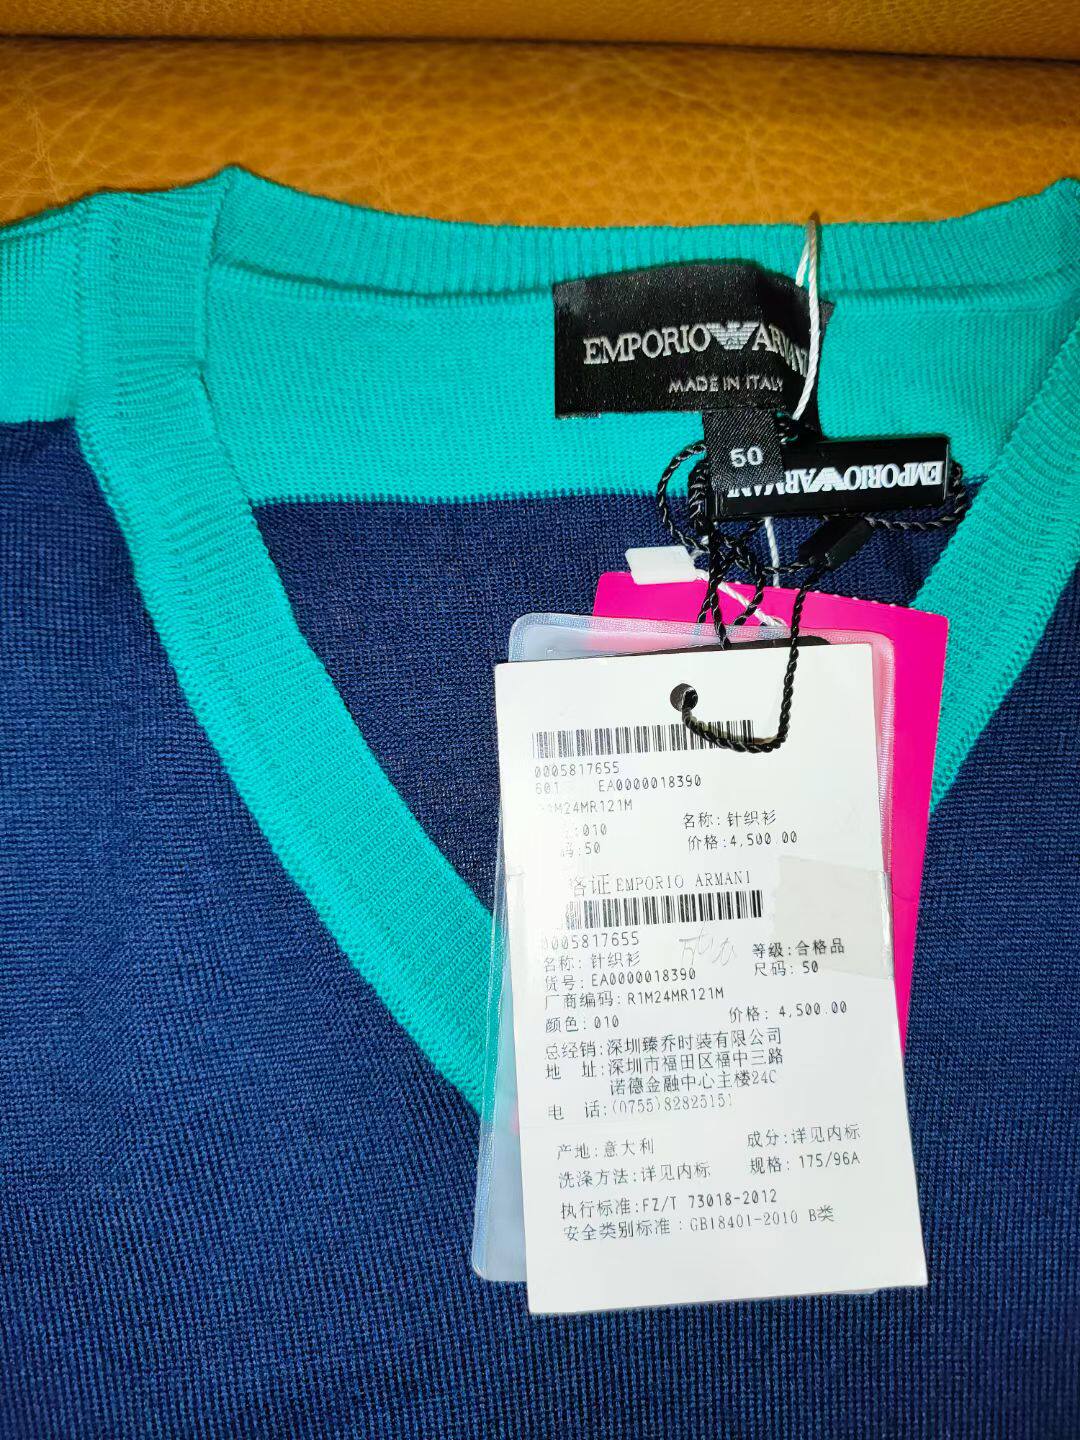 EMPORIO ARMANI
MADE IN ITALY
50
EMPORIO ARMANI
0005817655
601 EA0000018390
M24MR121M
:010 名称:针织衫
码:50 价格:4,500.00
格证 EMPORIO ARMANI
0005817655
名称: 针织衫 等级:合格品
货号: EA0000018390 尺码: 50
厂商编码: R1M24MR121M
颜色:010 价格: 4,500.00
总经销:深圳臻乔时装有限公司
地 址:深圳市福田区福中三路
诺德金融中心主楼24C
电 话:(0755)82825151
产地:意大利 成分:详见内标
洗涤方法:详见内标 规格: 175/96A
执行标准:FZ/T 73018-2012
安全类别标准: GB18401-2010 B类